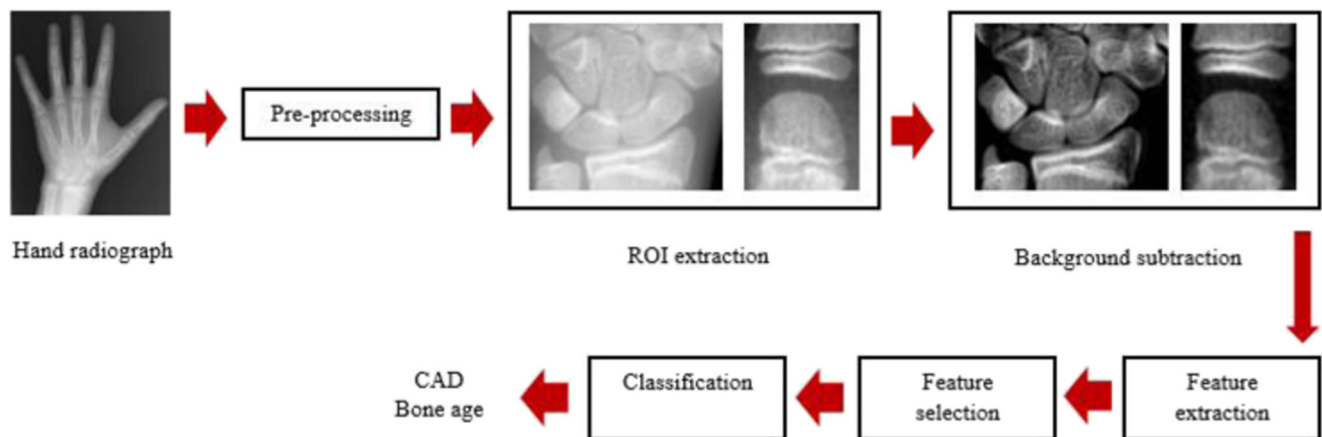 Pre-processing
Hand radiograph
ROI extraction
Background subtraction
Feature
extraction
Feature
selection
Classification
CAD
Bone age